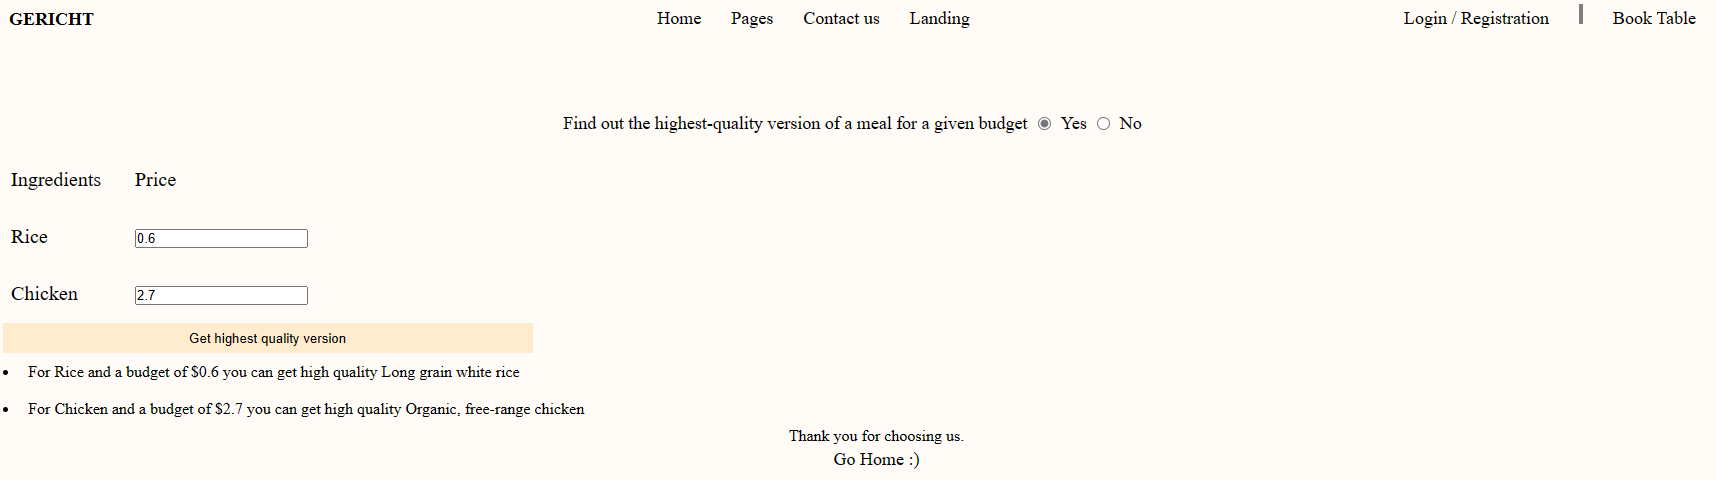 GERICHT Home Pages Contact us Landing Login / Registration Book Table
Find out the highest-quality version of a meal for a given budget Yes No
Ingredients Price
Rice 0.6
Chicken 2.7
Get highest quality version
• For Rice and a budget of $0.6 you can get high quality Long grain white rice
• For Chicken and a budget of $2.7 you can get high quality Organic, free-range chicken
Thank you for choosing us.
Go Home :)